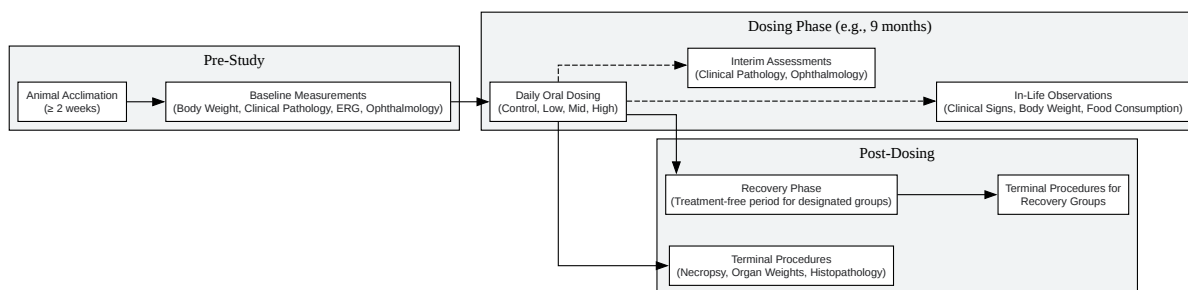 Pre-Study
Animal Acclimation
(≥ 2 weeks)
Baseline Measurements
(Body Weight, Clinical Pathology, ERG, Ophthalmology)
Dosing Phase (e.g., 9 months)
Daily Oral Dosing
(Control, Low, Mid, High)
Interim Assessments
(Clinical Pathology, Ophthalmology)
In-Life Observations
(Clinical Signs, Body Weight, Food Consumption)
Post-Dosing
Recovery Phase
(Treatment-free period for designated groups)
Terminal Procedures for
Recovery Groups
Terminal Procedures
(Necropsy, Organ Weights, Histopathology)